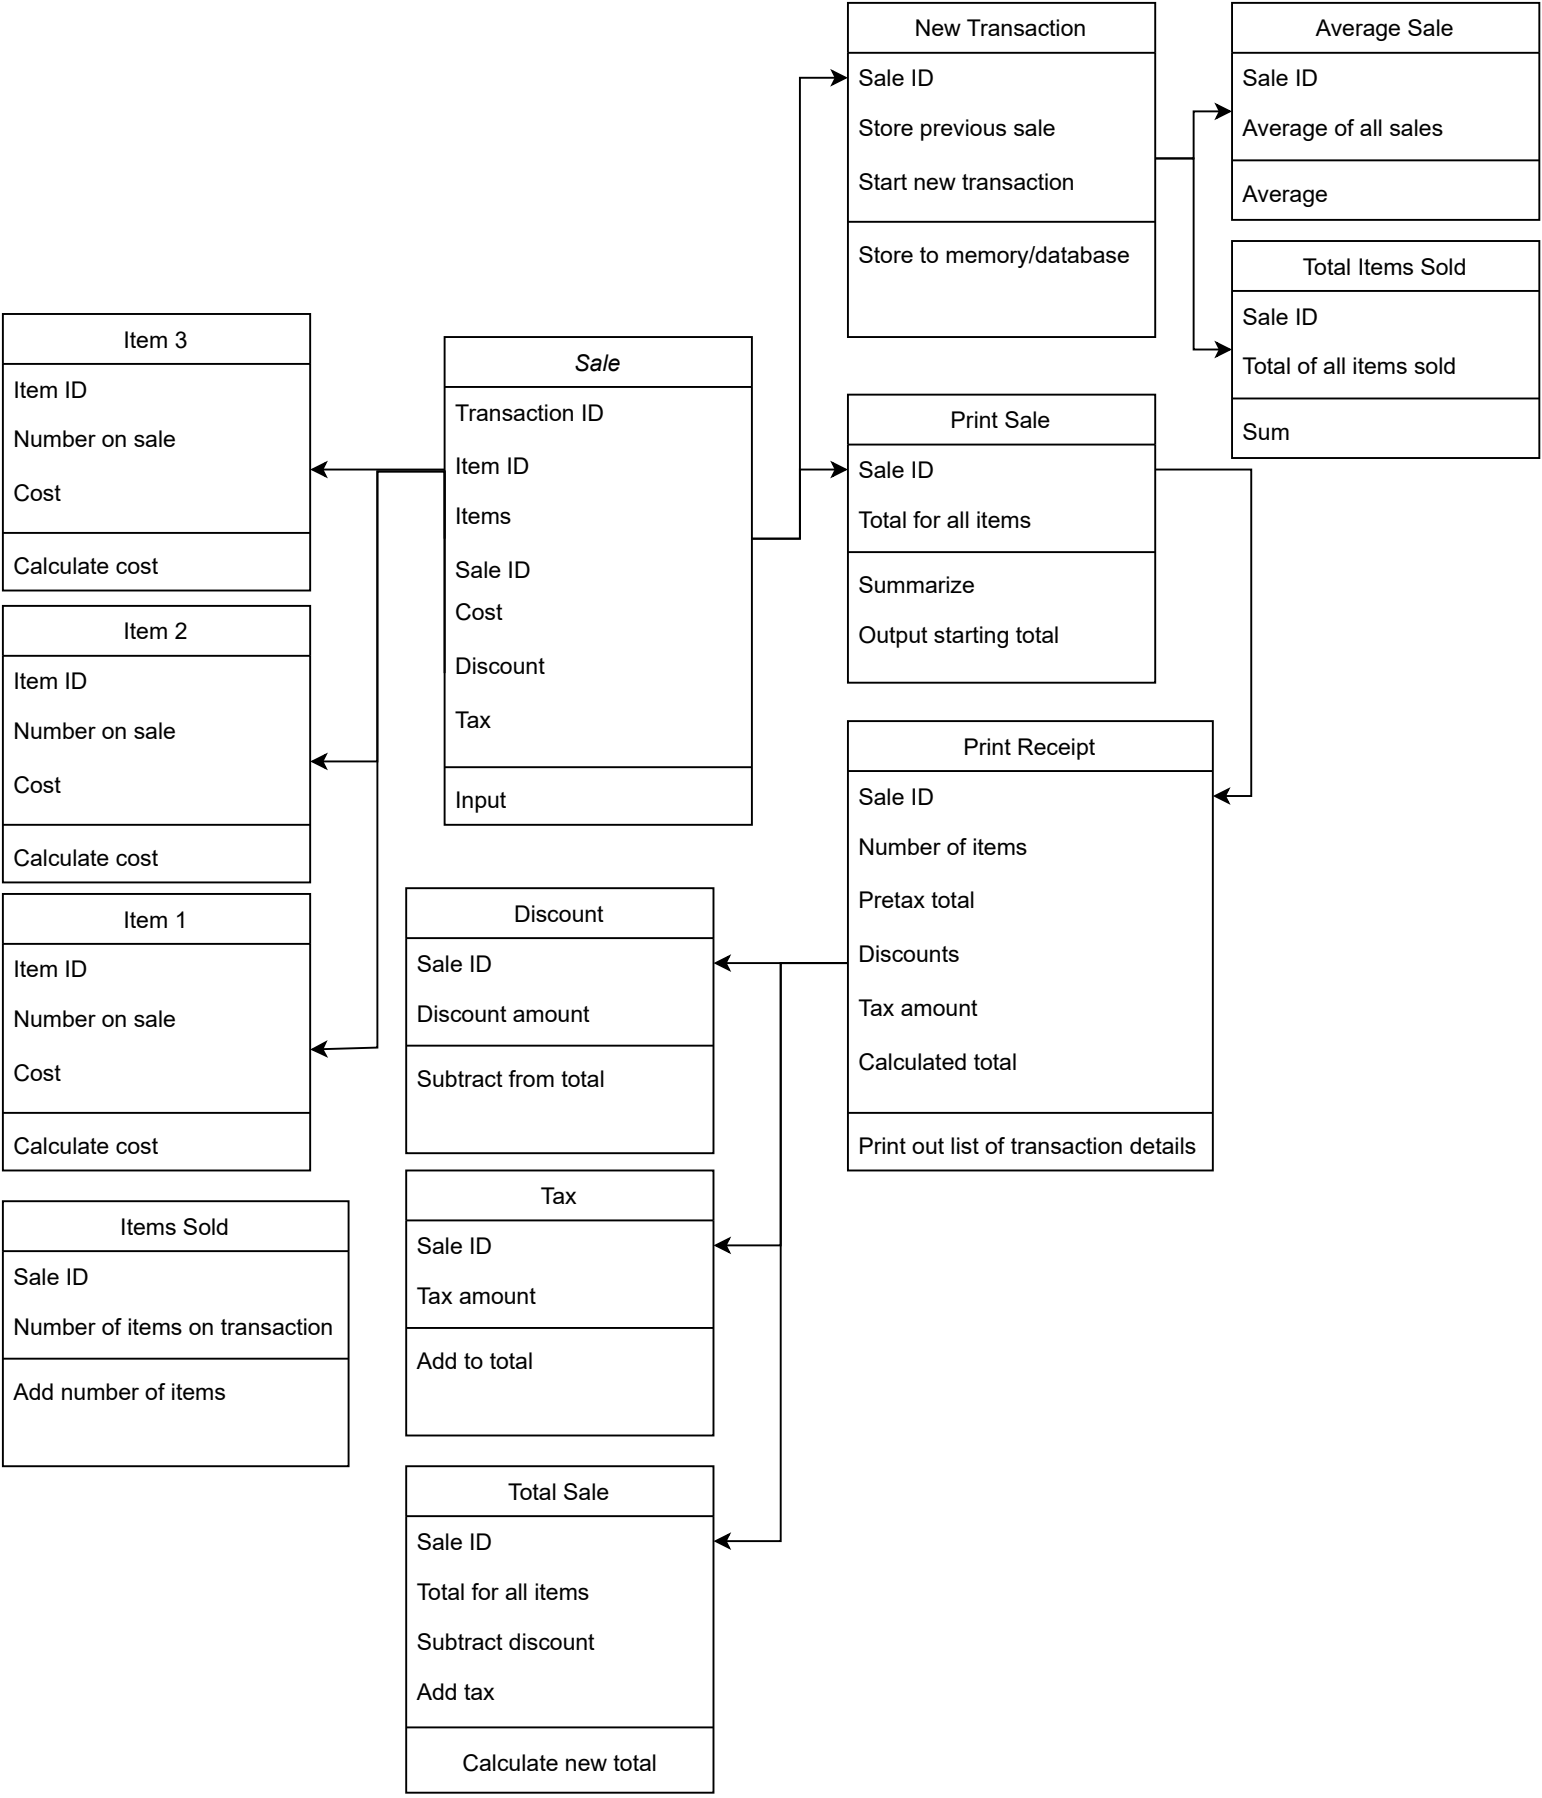 New Transaction
Sale ID
Store previous sale
Start new transaction
Store to memory/database
Average Sale
Sale ID
Average of all sales
Average
Total Items Sold
Sale ID
Total of all items sold
Sum
Item 3
Item ID
Number on sale
Cost
Calculate cost
Sale
Transaction ID
Item ID
Items
Sale ID
Cost
Discount
Tax
Input
Print Sale
Sale ID
Total for all items
Summarize
Output starting total
Item 2
Item ID
Number on sale
Cost
Calculate cost
Print Receipt
Sale ID
Number of items
Pretax total
Discounts
Tax amount
Calculated total
Print out list of transaction details
Item 1
Item ID
Number on sale
Cost
Calculate cost
Discount
Sale ID
Discount amount
Subtract from total
Tax
Sale ID
Tax amount
Add to total
Items Sold
Sale ID
Number of items on transaction
Add number of items
Total Sale
Sale ID
Total for all items
Subtract discount
Add tax
Calculate new total